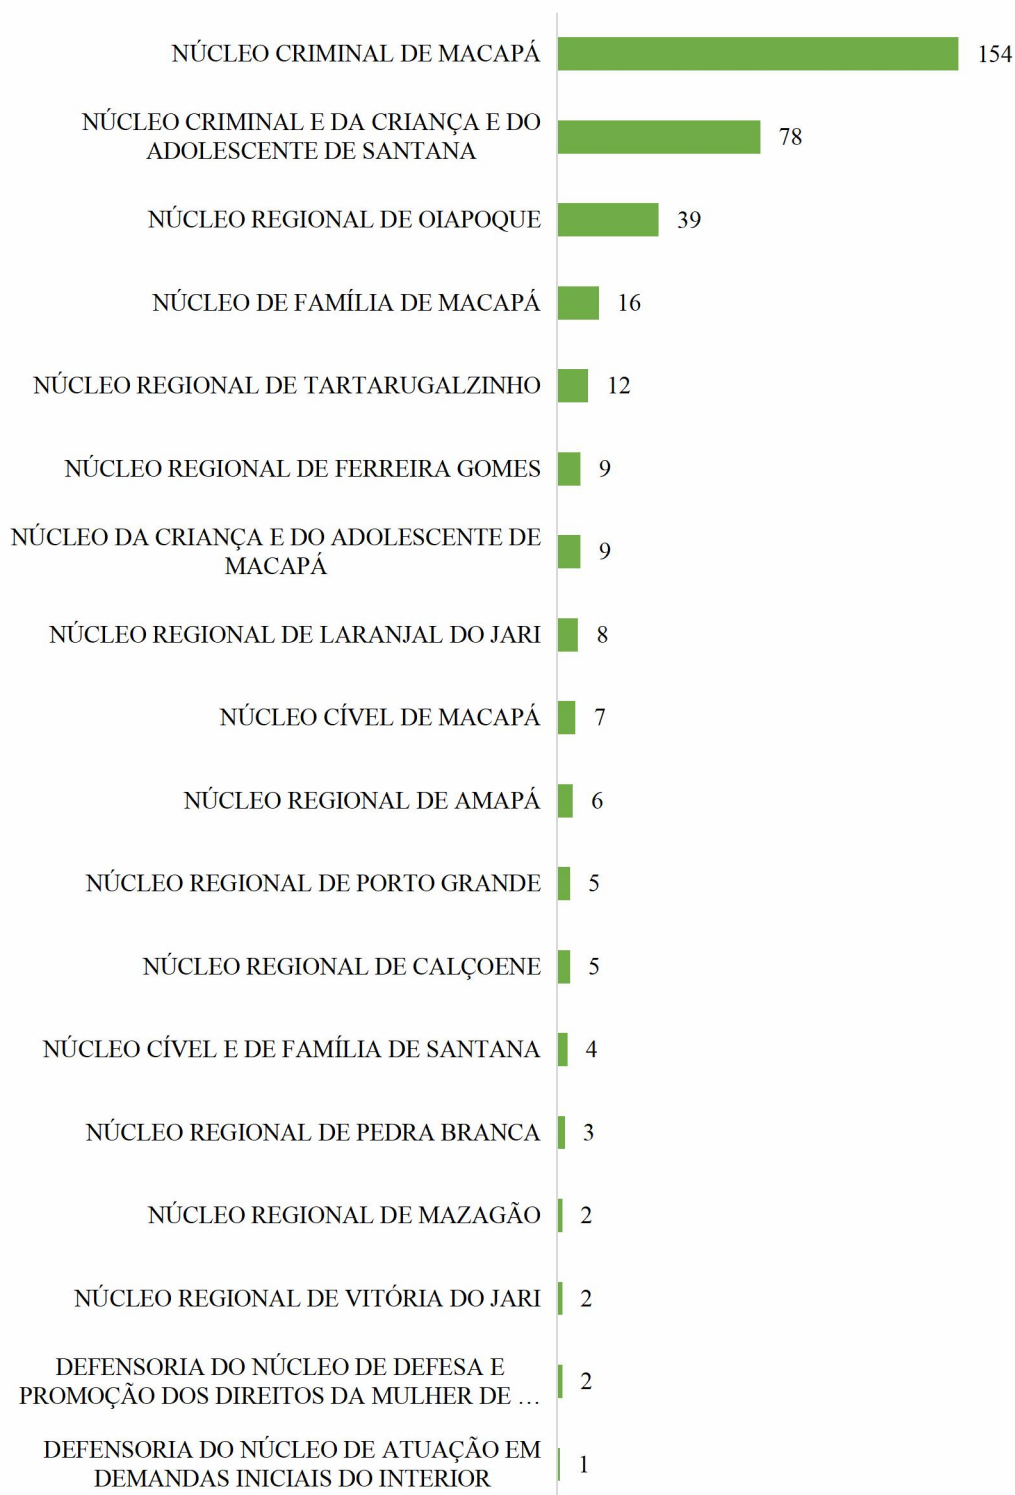 NÚCLEO CRIMINAL DE MACAPÁ 154
NÚCLEO CRIMINAL E DA CRIANÇA E DO
ADOLESCENTE DE SANTANA 78
NÚCLEO REGIONAL DE OIAPOQUE 39
NÚCLEO DE FAMÍLIA DE MACAPÁ 16
NÚCLEO REGIONAL DE TARTARUGALZINHO 12
NÚCLEO REGIONAL DE FERREIRA GOMES 9
NÚCLEO DA CRIANÇA E DO ADOLESCENTE DE
MACAPÁ 9
NÚCLEO REGIONAL DE LARANJAL DO JARI 8
NÚCLEO CÍVEL DE MACAPÁ 7
NÚCLEO REGIONAL DE AMAPÁ 6
NÚCLEO REGIONAL DE PORTO GRANDE 5
NÚCLEO REGIONAL DE CALÇOENE 5
NÚCLEO CÍVEL E DE FAMÍLIA DE SANTANA 4
NÚCLEO REGIONAL DE PEDRA BRANCA 3
NÚCLEO REGIONAL DE MAZAGÃO 2
NÚCLEO REGIONAL DE VITÓRIA DO JARI 2
DEFENSORIA DO NÚCLEO DE DEFESA E
PROMOÇÃO DOS DIREITOS DA MULHER DE … 2
DEFENSORIA DO NÚCLEO DE ATUAÇÃO EM
DEMANDAS INICIAIS DO INTERIOR 1